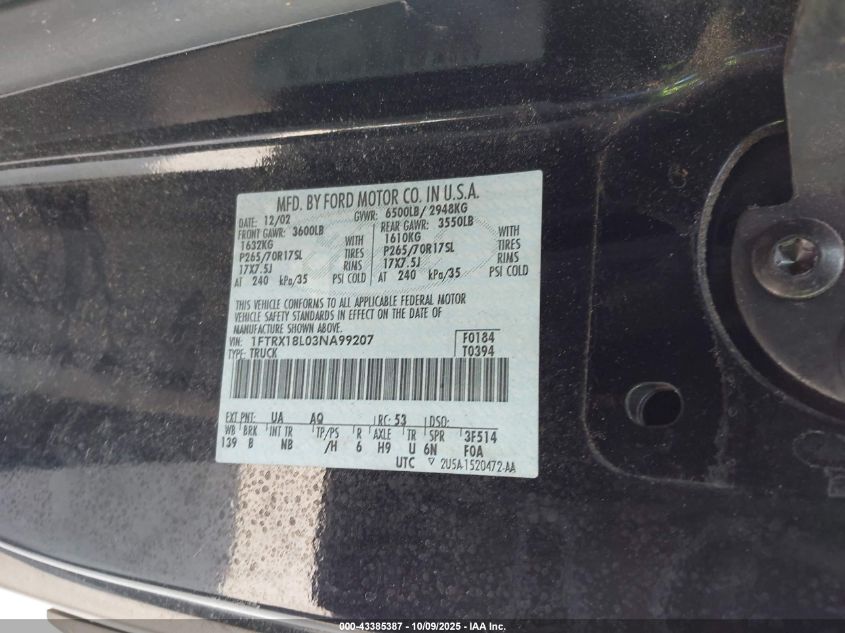 MFD. BY FORD MOTOR CO. IN U.S.A.
DATE: 12/02 GVWR: 6500LB/ 2948KG
FRONT GAWR: 3600LB REAR GAWR: 3550LB
1632KG WITH 1610KG WITH
P265/70R17SL TIRES P265/70R17SL TIRES
17X7.5J RIMS 17X7.5J RIMS
AT 240 kPa/35 PSI COLD AT 240 kPa/35 PSI COLD
THIS VEHICLE CONFORMS TO ALL APPLICABLE FEDERAL MOTOR
VEHICLE SAFETY STANDARDS IN EFFECT ON THE DATE OF
MANUFACTURE SHOWN ABOVE.
VIN: 1FTRX18L03NA99207 F0184
TYPE: TRUCK T0394
EXT PNT: UA AQ RC: 53 DSO:
WB BRK INT TR TP/PS R AXLE TR SPR 3F514
139 B NB /H 6 H9 U 6N F0A
UTC ▽ 2U5A-1520472-AA
000-43385387 - 10/09/2025 - IAA Inc.